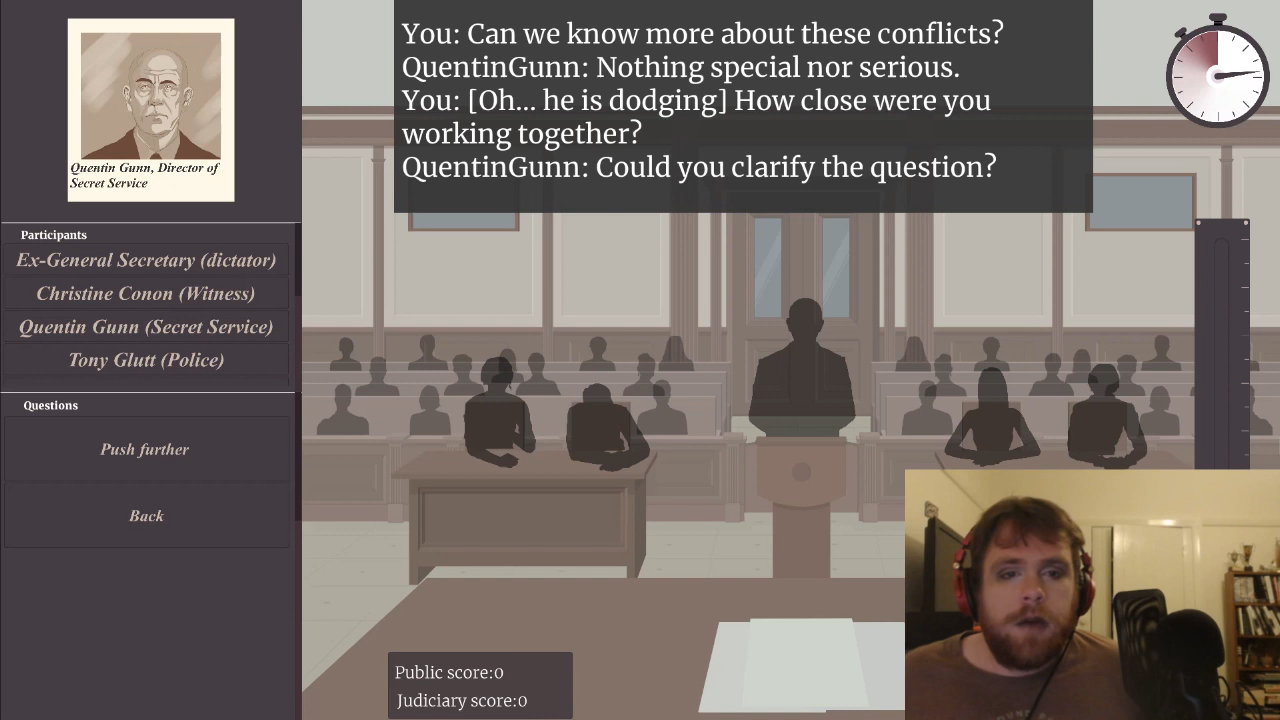 You: Can we know more about these conflicts?
QuentinGunn: Nothing special nor serious.
You: [Oh... he is dodging] How close were you
working together?
QuentinGunn: Could you clarify the question?
Quentin Gunn, Director of
Secret Service
Participants
Ex-General Secretary (dictator)
Christine Conon (Witness)
Quentin Gunn (Secret Service)
Tony Glutt (Police)
Questions
Push further
Back
Public score:0
Judiciary score:0